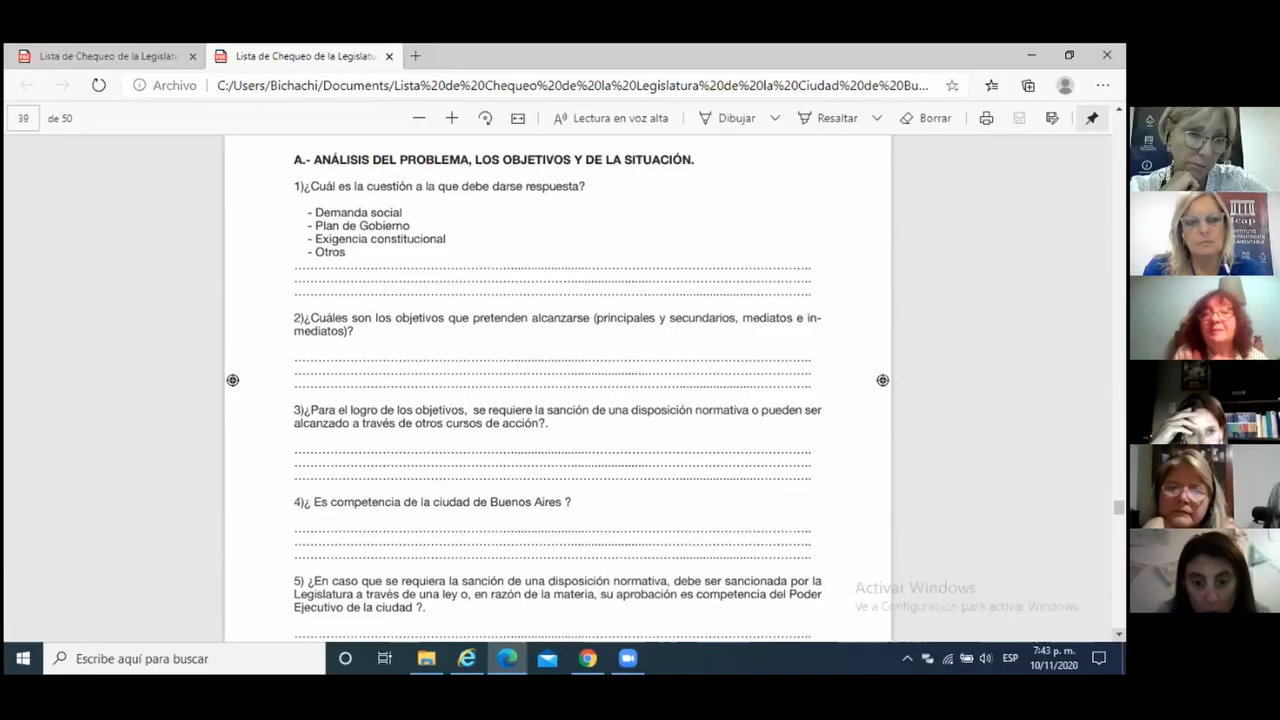 Lista de Chequeo de la Legislatu
Lista de Chequeo de la Legislatu
Archivo
C:/Users/Bichachi/Documents/Lista%20de%20Chequeo%20de%20la%20Legislatura%20de%20la%20Ciudad%20de%20Bu...
39 de 50
Lectura en voz alta
Dibujar
Resaltar
Borrar
A.- ANÁLISIS DEL PROBLEMA, LOS OBJETIVOS Y DE LA SITUACIÓN.
1)¿Cuál es la cuestión a la que debe darse respuesta?
- Demanda social
- Plan de Gobierno
- Exigencia constitucional
- Otros
2)¿Cuáles son los objetivos que pretenden alcanzarse (principales y secundarios, mediatos e in-
mediatos)?
3)¿Para el logro de los objetivos, se requiere la sanción de una disposición normativa o pueden ser
alcanzado a través de otros cursos de acción?.
4)¿ Es competencia de la ciudad de Buenos Aires ?
5) ¿En caso que se requiera la sanción de una disposición normativa, debe ser sancionada por la
Legislatura a través de una ley o, en razón de la materia, su aprobación es competencia del Poder
Ejecutivo de la ciudad ?.
Activar Windows
Ve a Configuración para activar Windows.
Escribe aquí para buscar
ESP
7:43 p. m.
10/11/2020